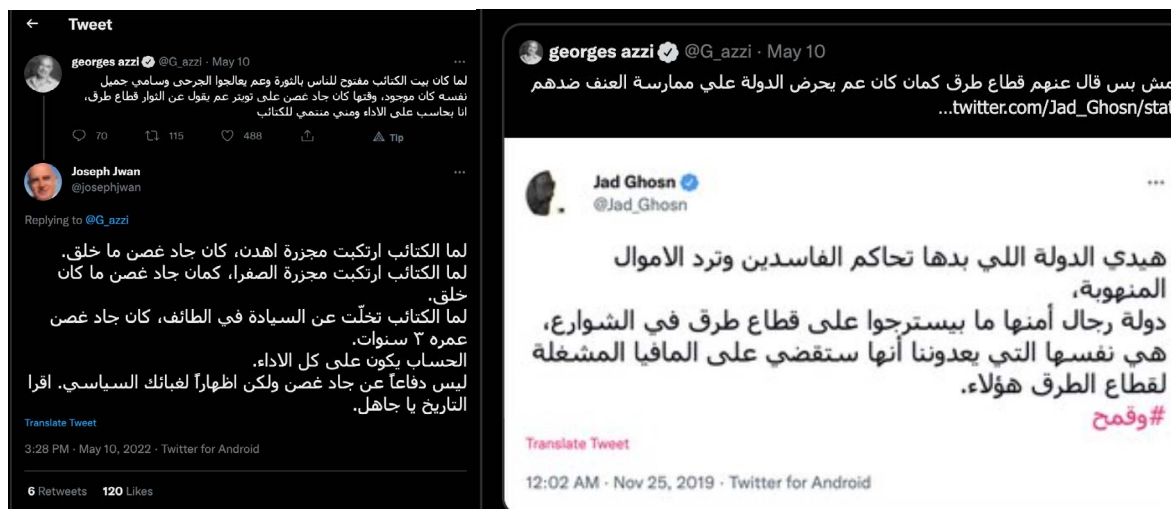 Tweet
georges azzi @G_azzi · May 10
لما كان بيت الكتائب مفتوح للناس بالثورة وعم يعالجوا الجرحى وسامي جميل
نفسه كان موجود، وقتها كان جاد غصن على تويتر عم يقول عن الثوار قطاع طرق،
انا بحاسب على الاداء ومني منتمي للكتائب
70 115 488 Tip
Joseph Jwan
@josephjwan
Replying to @G_azzi
لما الكتائب ارتكبت مجزرة اهدن، كان جاد غصن ما خلق.
لما الكتائب ارتكبت مجزرة الصفرا، كمان جاد غصن ما كان
خلق.
لما الكتائب تخلّت عن السيادة في الطائف، كان جاد غصن
عمره ٣ سنوات.
الحساب يكون على كل الاداء.
ليس دفاعاً عن جاد غصن ولكن اظهاراً لغبائك السياسي. اقرا
التاريخ يا جاهل.
Translate Tweet
3:28 PM · May 10, 2022 · Twitter for Android
6 Retweets 120 Likes
georges azzi @G_azzi · May 10
مش بس قال عنهم قطاع طرق كمان كان عم يحرض الدولة علي ممارسة العنف ضدهم
twitter.com/Jad_Ghosn/stat...
Jad Ghosn
@Jad_Ghosn
هيدي الدولة اللي بدها تحاكم الفاسدين وترد الاموال
المنهوبة،
دولة رجال أمنها ما بيسترجوا على قطاع طرق في الشوارع،
هي نفسها التي يعدوننا أنها ستقضي على المافيا المشغلة
لقطاع الطرق هؤلاء.
#وقمح
Translate Tweet
12:02 AM · Nov 25, 2019 · Twitter for Android